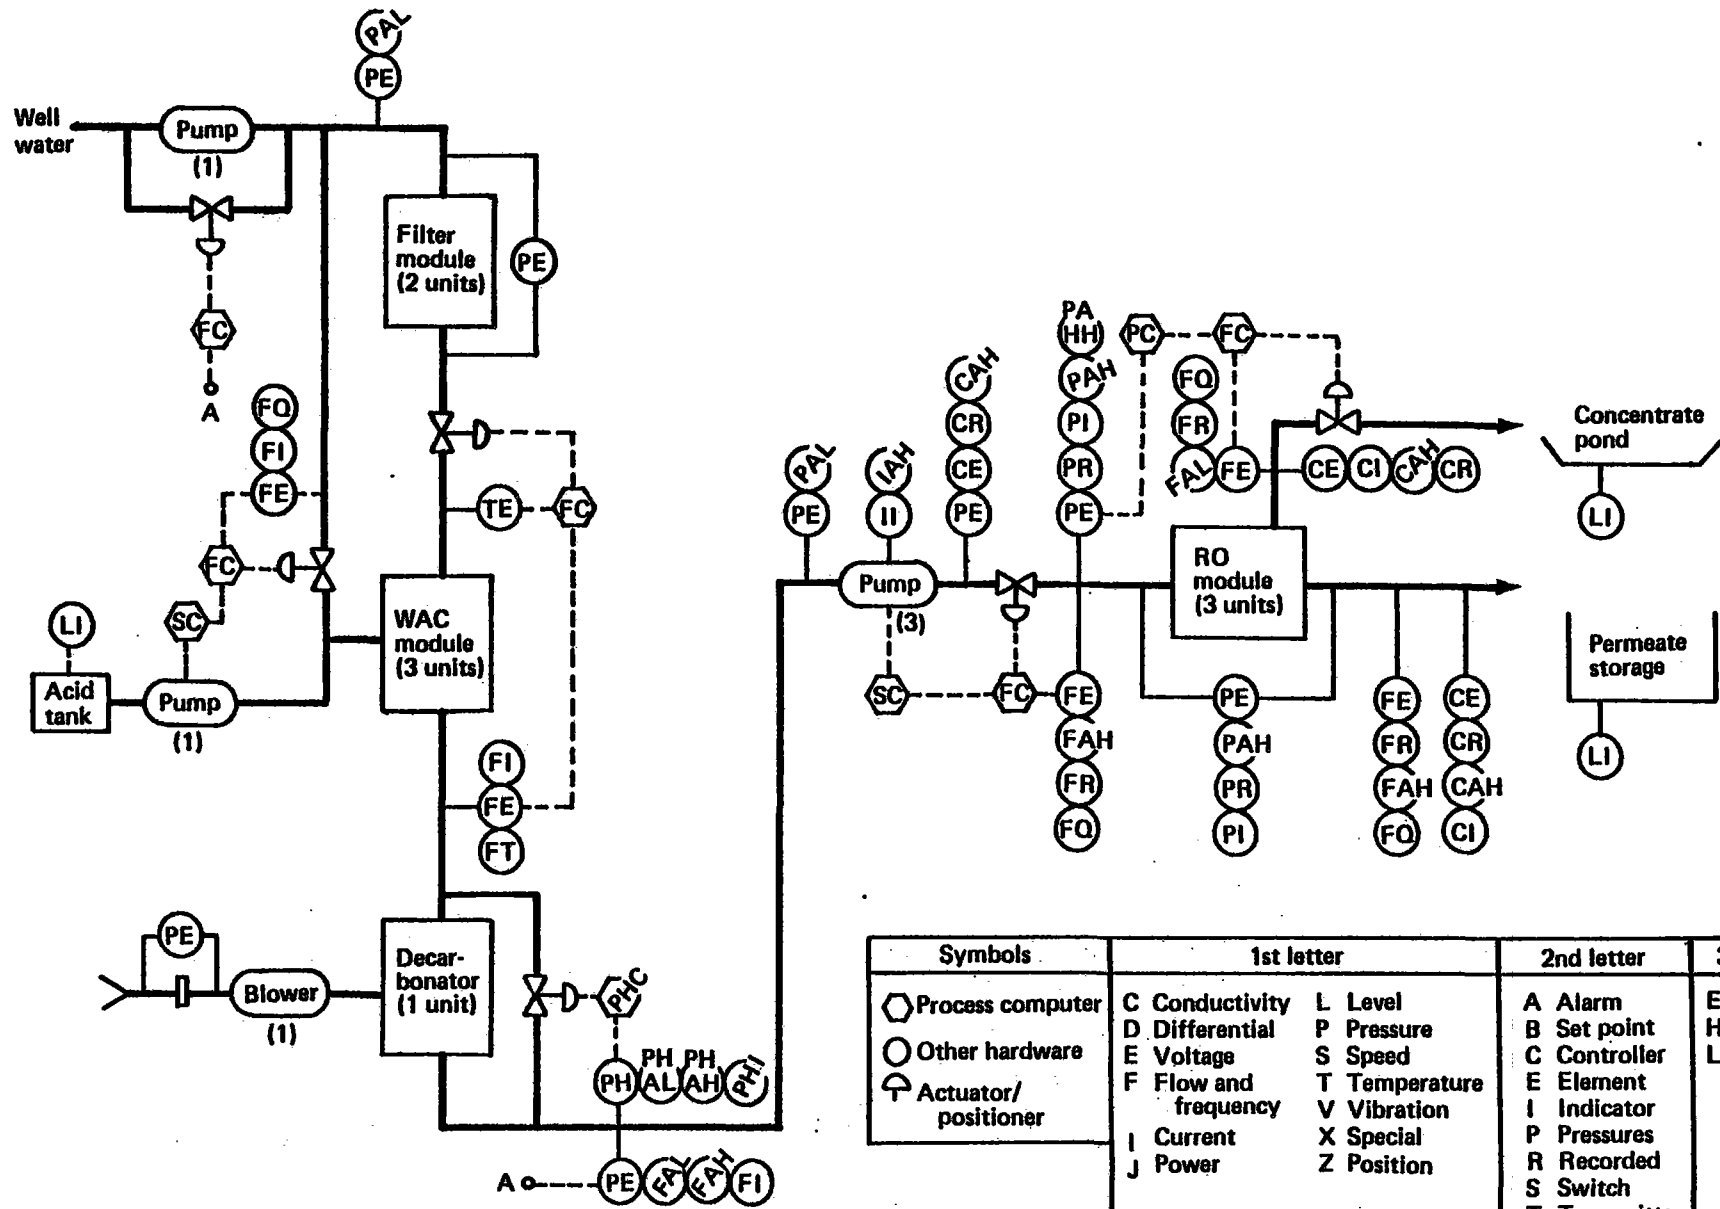 PAL
PE
Well
water
Pump
(1)
Filter
module
(2 units)
PE
FC
A
FQ
FI
FE
FC
SC
LI
Acid
tank
Pump
(1)
TE
FC
WAC
module
(3 units)
FI
FE
FT
PE
Blower
(1)
Decar-
bonator
(1 unit)
PHC
PH
PH
AL
PH
AH
PHI
A
PE
FAL
FAH
FI
PAL
PE
IAH
II
Pump
(3)
SC
FC
CAH
CR
CE
PE
PA
HH
PAH
PI
PR
PE
FE
FAH
FR
FQ
PC
FC
FQ
FR
FAL
FE
CE
CI
CAH
CR
RO
module
(3 units)
PE
PAH
PR
PI
FE
FR
FAH
FQ
CE
CR
CAH
CI
Concentrate
pond
LI
Permeate
storage
LI
Symbols
Process computer
Other hardware
Actuator/
positioner
1st letter
C Conductivity
D Differential
E Voltage
F Flow and
frequency
I Current
J Power
L Level
P Pressure
S Speed
T Temperature
V Vibration
X Special
Z Position
2nd letter
A Alarm
B Set point
C Controller
E Element
I Indicator
P Pressures
R Recorded
S Switch
E
H
L